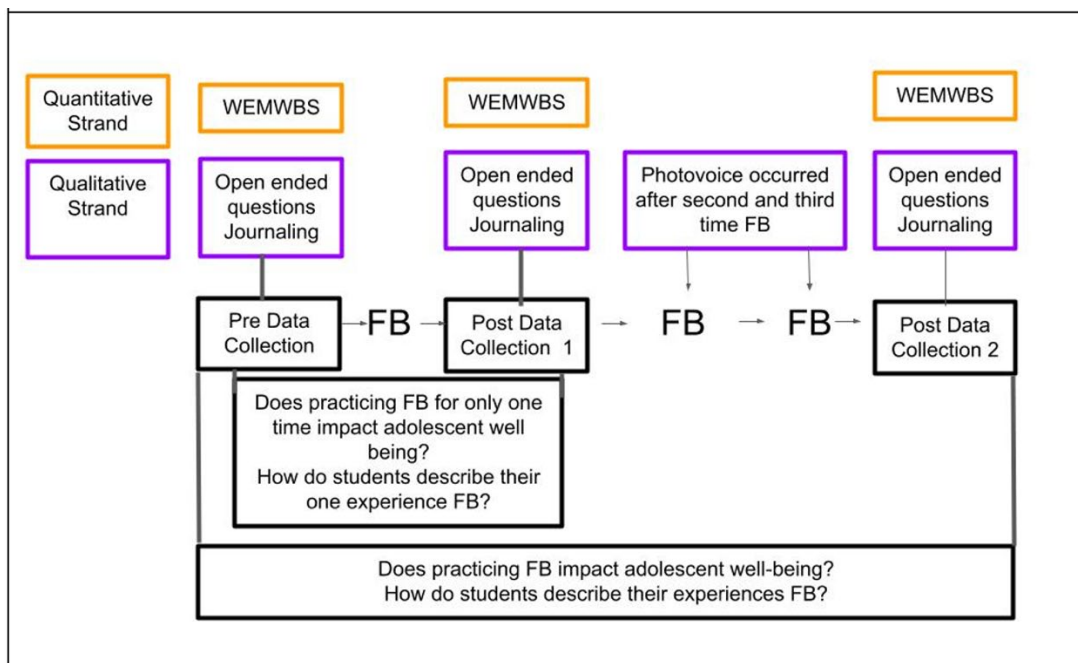 Quantitative
Strand
WEMWBS
WEMWBS
WEMWBS
Qualitative
Strand
Open ended
questions
Journaling
Open ended
questions
Journaling
Photovoice occurred
after second and third
time FB
Open ended
questions
Journaling
Pre Data
Collection
FB
Post Data
Collection 1
FB
FB
Post Data
Collection 2
Does practicing FB for only one
time impact adolescent well
being?
How do students describe their
one experience FB?
Does practicing FB impact adolescent well-being?
How do students describe their experiences FB?